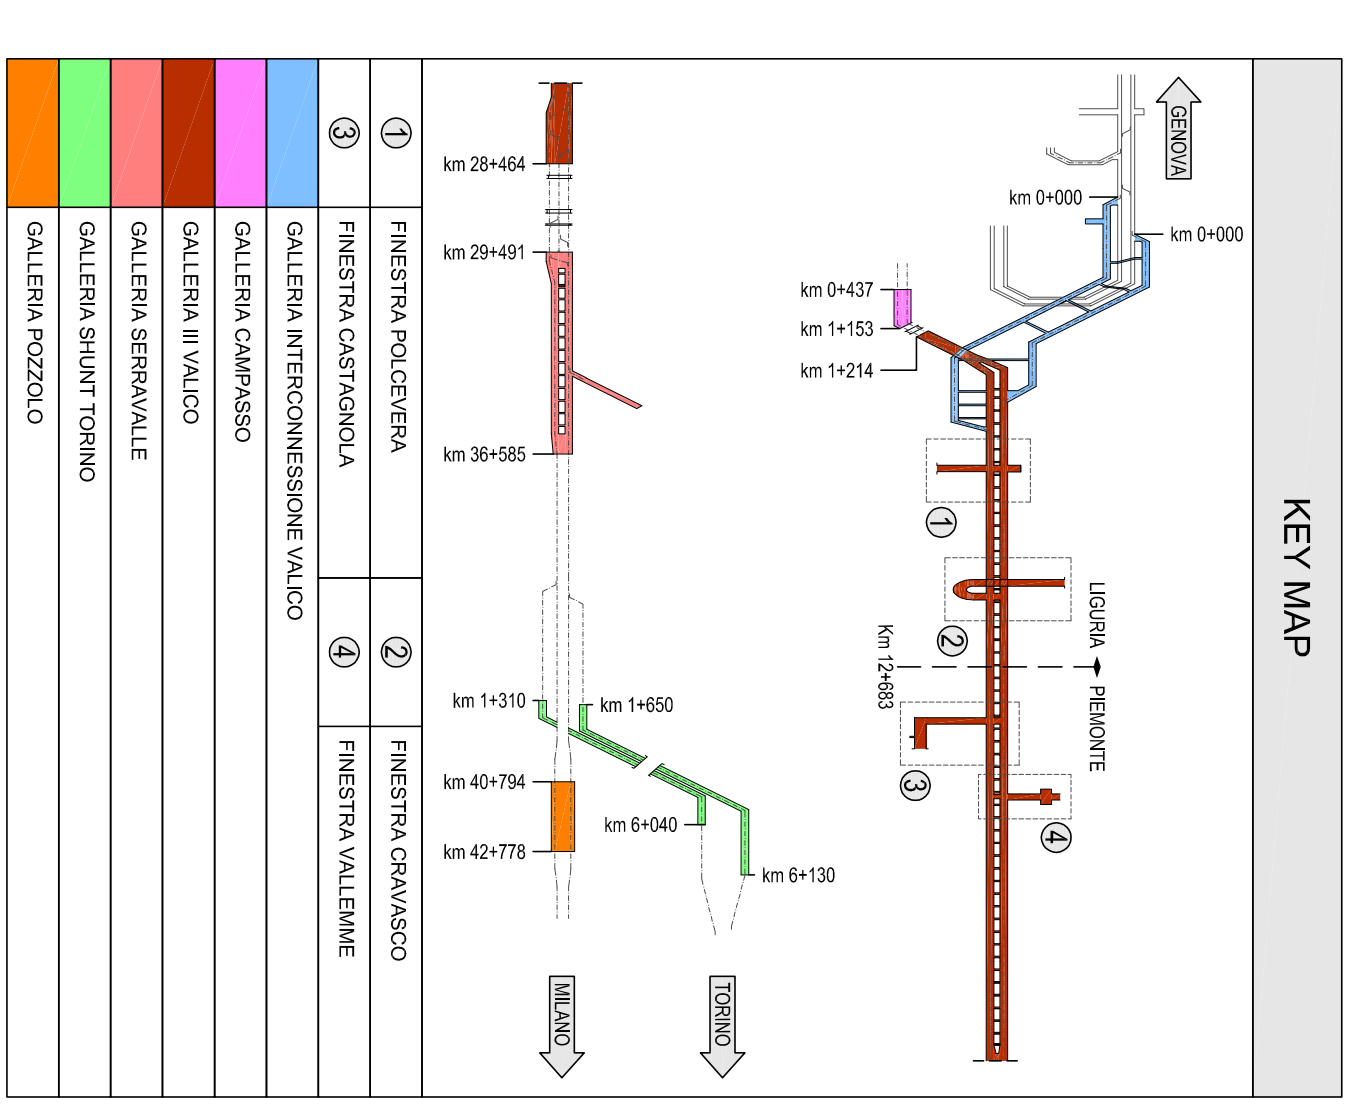 KEY MAP
GENOVA
km 0+000
km 0+000
km 0+437
km 1+153
km 1+214
1
2
LIGURIA
PIEMONTE
Km 12+683
3
4
km 28+464
km 29+491
km 36+585
km 1+310
km 1+650
km 40+794
km 6+040
km 42+778
km 6+130
MILANO
TORINO
1 FINESTRA POLCEVERA 2 FINESTRA CRAVASCO
3 FINESTRA CASTAGNOLA 4 FINESTRA VALLEMME
GALLERIA INTERCONNESSIONE VALICO
GALLERIA CAMPASSO
GALLERIA III VALICO
GALLERIA SERRAVALLE
GALLERIA SHUNT TORINO
GALLERIA POZZOLO